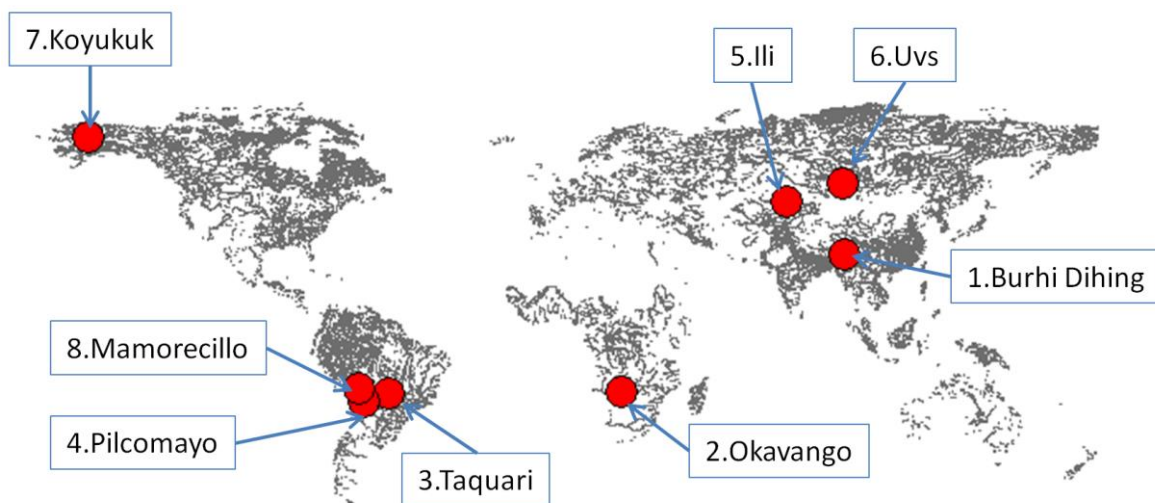 7.Koyukuk
5.Ili
6.Uvs
1.Burhi Dihing
8.Mamorecillo
4.Pilcomayo
3.Taquari
2.Okavango